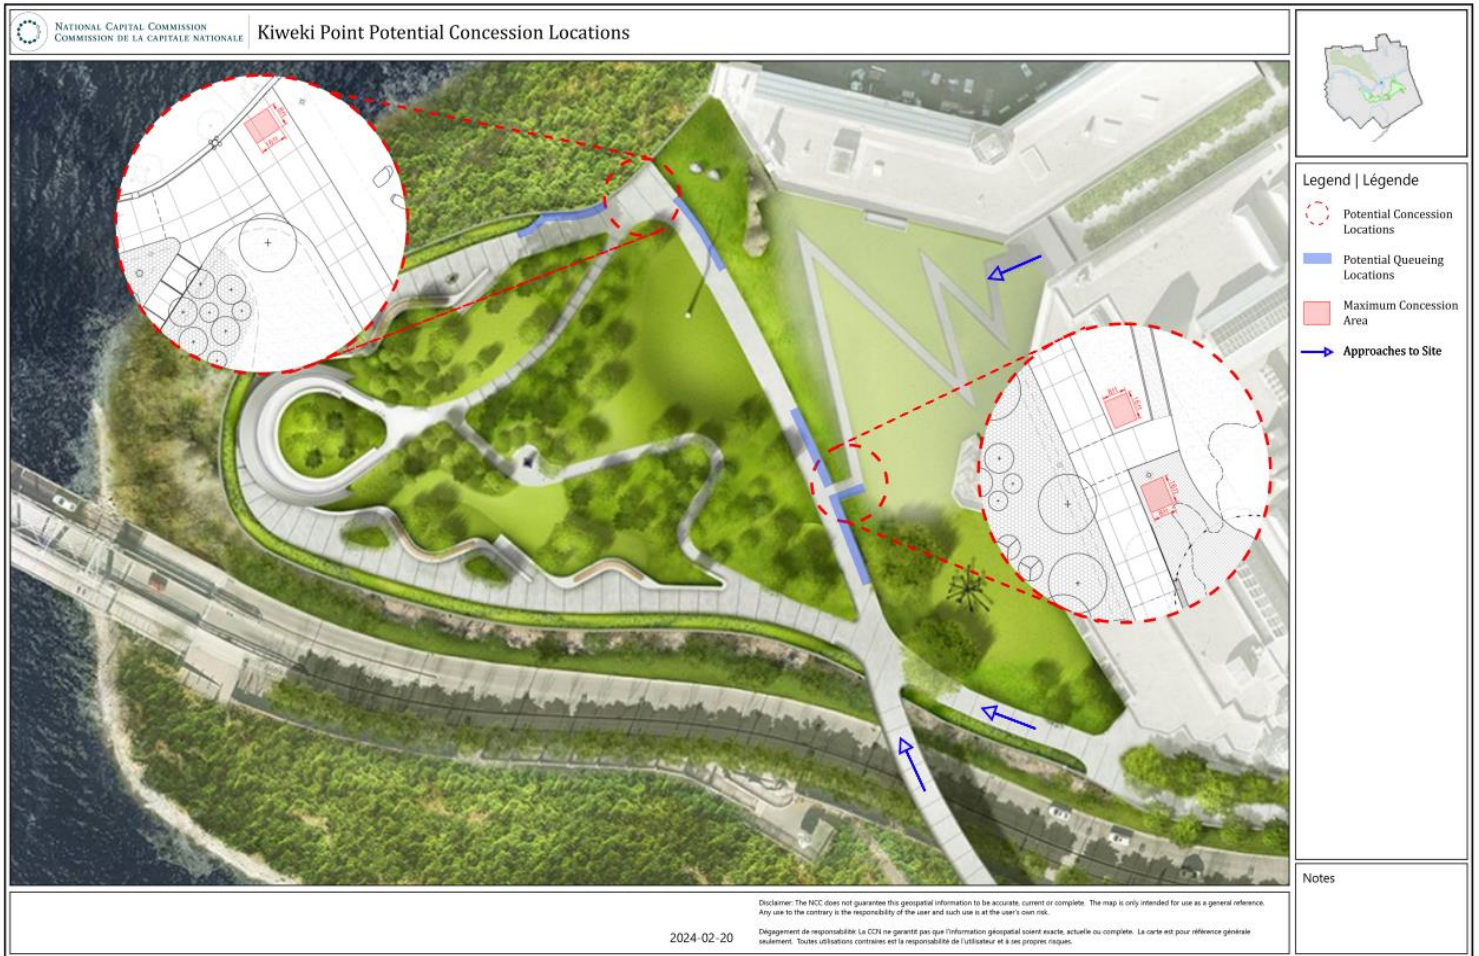 NATIONAL CAPITAL COMMISSION
COMMISSION DE LA CAPITALE NATIONALE
Kiweki Point Potential Concession Locations
Legend | Légende
Potential Concession
Locations
Potential Queueing
Locations
Maximum Concession
Area
Approaches to Site
Notes
2024-02-20
Disclaimer: The NCC does not guarantee this geospatial information to be accurate, current or complete. The map is only intended for use as a general reference.
Any use to the contrary is the responsibility of the user and such use is at the user's own risk.
Dégagement de responsabilité: La CCN ne garantit pas que l'information géospatial soient exacte, actuelle ou complete. La carte est pour référence générale
seulement. Toutes utilisations contraires est la responsabilité de l'utilisateur et à ses propres risques.